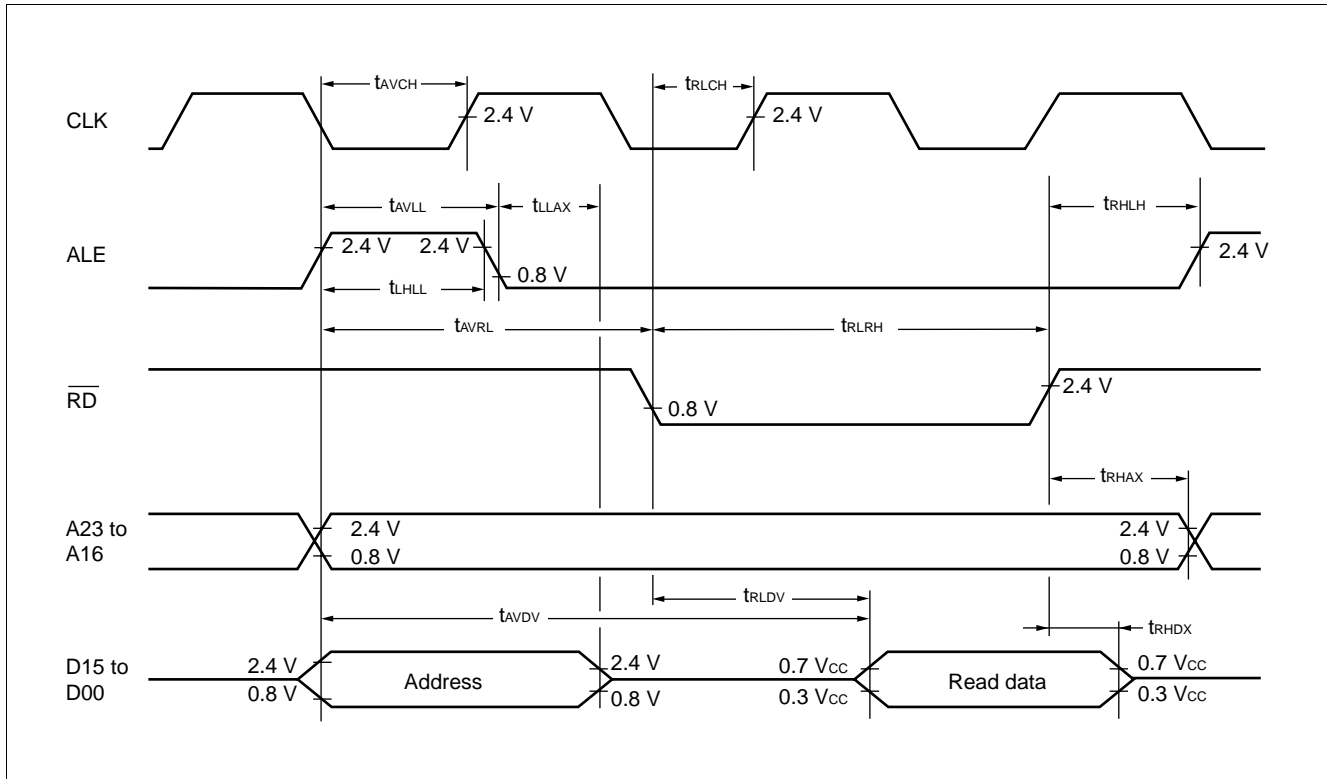 tAVCH
tRLCH
CLK
2.4 V
2.4 V
tAVLL
tLLAX
tRHLH
ALE
2.4 V
2.4 V
0.8 V
2.4 V
tLHLL
tAVRL
tRLRH
RD
0.8 V
2.4 V
tRHAX
A23 to
A16
2.4 V
0.8 V
2.4 V
0.8 V
tRLDV
tAVDV
tRHDX
D15 to
D00
2.4 V
0.8 V
Address
2.4 V
0.8 V
0.7 VCC
0.3 VCC
Read data
0.7 VCC
0.3 VCC